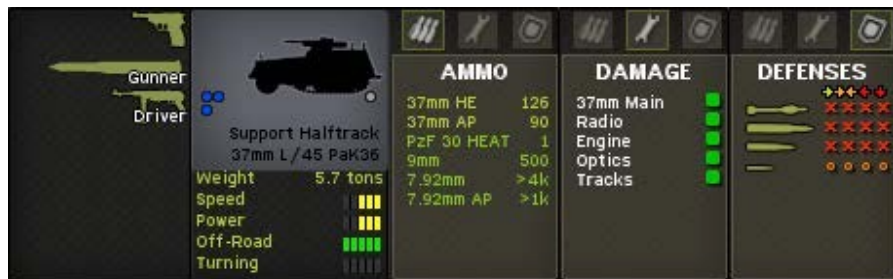 Gunner
Driver
Support Halftrack
37mm L/45 PaK36
Weight 5.7 tons
Speed
Power
Off-Road
Turning
AMMO
37mm HE 126
37mm AP 90
PzF 30 HEAT 1
9mm 500
7.92mm >4k
7.92mm AP >1k
DAMAGE
37mm Main
Radio
Engine
Optics
Tracks
DEFENSES